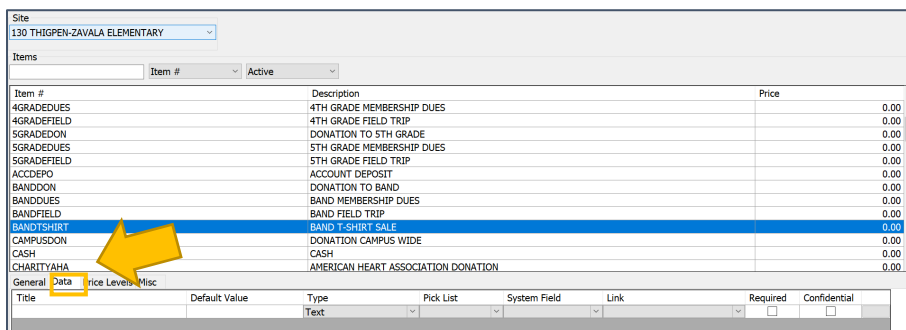 Site
130 THIGPEN-ZAVALA ELEMENTARY
Items
Item # Active
Item # Description Price
4GRADEDUES 4TH GRADE MEMBERSHIP DUES 0.00
4GRADEFIELD 4TH GRADE FIELD TRIP 0.00
5GRADEDON DONATION TO 5TH GRADE 0.00
5GRADEDUES 5TH GRADE MEMBERSHIP DUES 0.00
5GRADEFIELD 5TH GRADE FIELD TRIP 0.00
ACCDEPO ACCOUNT DEPOSIT 0.00
BANDDON DONATION TO BAND 0.00
BANDDUES BAND MEMBERSHIP DUES 0.00
BANDFIELD BAND FIELD TRIP 0.00
BANDTSHIRT BAND T-SHIRT SALE 0.00
CAMPUSDON DONATION CAMPUS WIDE 0.00
CASH CASH 0.00
CHARITYAHA AMERICAN HEART ASSOCIATION DONATION 0.00
General Data rice Levels Misc
Title Default Value Type Pick List System Field Link Required Confidential
Text